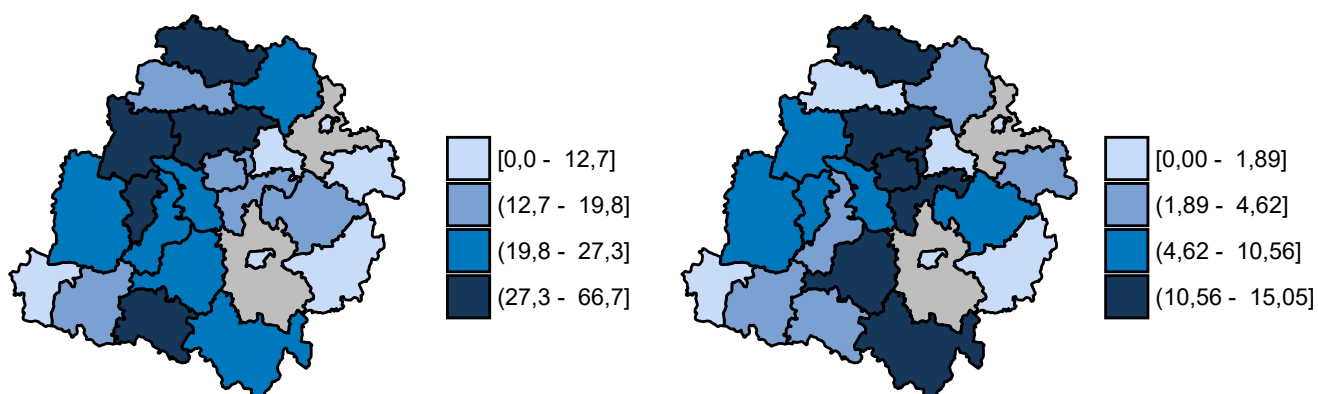 [0,0 - 12,7]
(12,7 - 19,8]
(19,8 - 27,3]
(27,3 - 66,7]
[0,00 - 1,89]
(1,89 - 4,62]
(4,62 - 10,56]
(10,56 - 15,05]